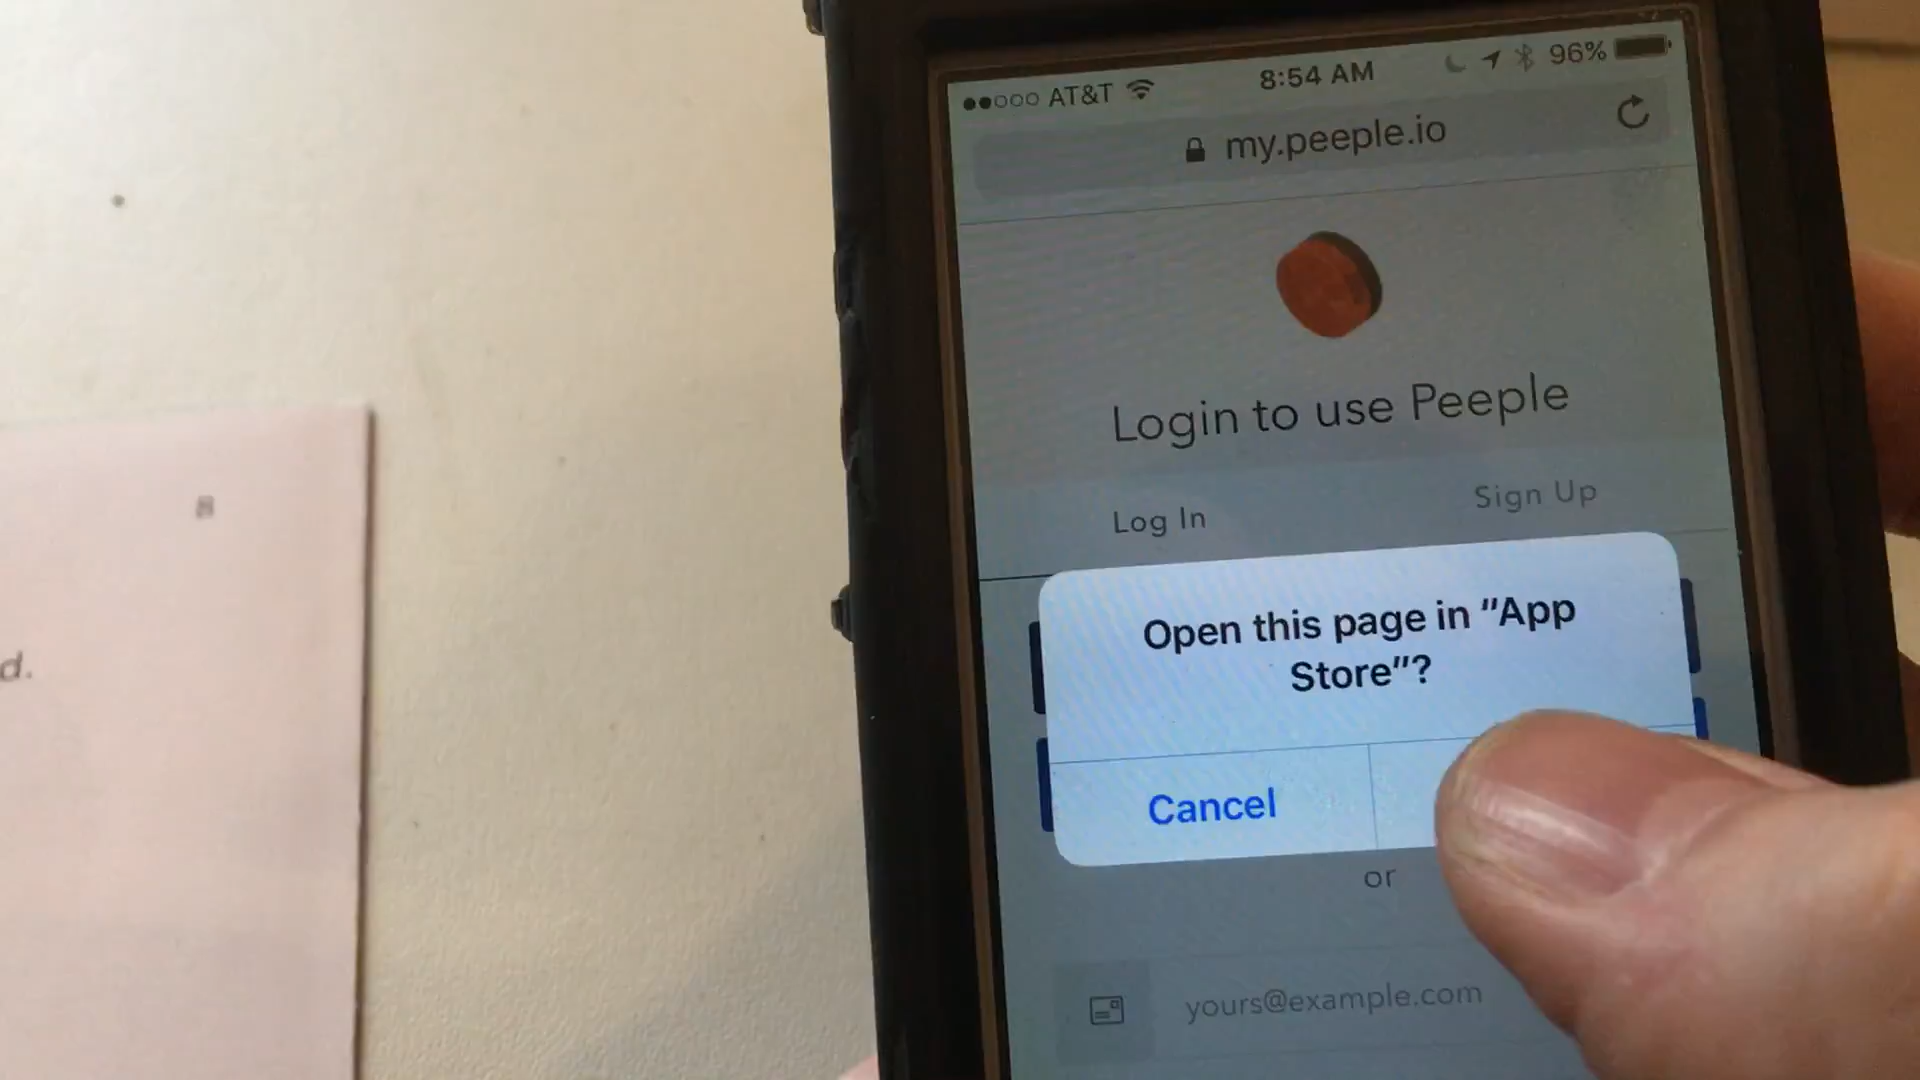 AT&T 8:54 AM 96%
my.peeple.io
Login to use Peeple
Log In Sign Up
Open this page in "App
Store"?
Cancel
or
yours@example.com
8
d.